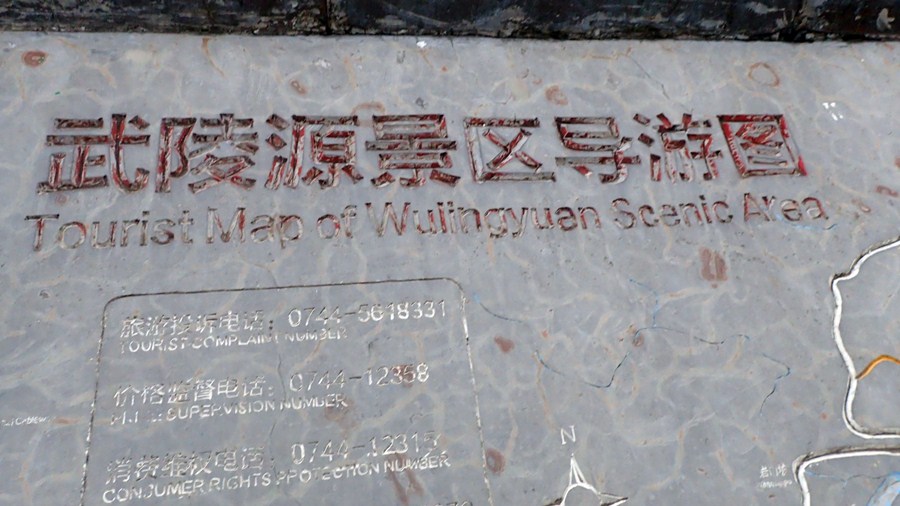 武陵源景区导游图
Tourist Map of Wulingyuan Scenic Area
旅游投诉电话：0744-5618331
TOURIST COMPLAINT NUMBER
价格监督电话：0744-12358
SUPERVISION NUMBER
消费维权电话：0744-12315
CONSUMER RIGHTS PROTECTION NUMBER
N